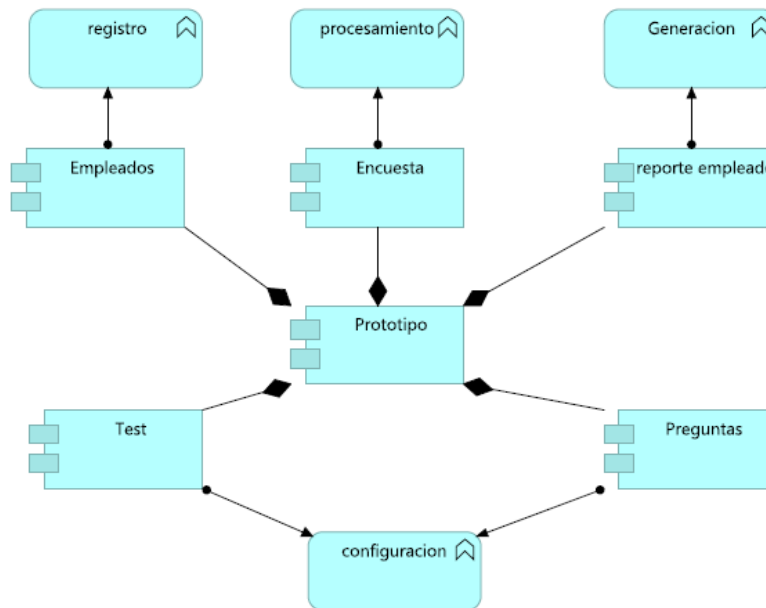 registro
procesamiento
Generacion
Empleados
Encuesta
reporte empleado
Prototipo
Test
Preguntas
configuracion